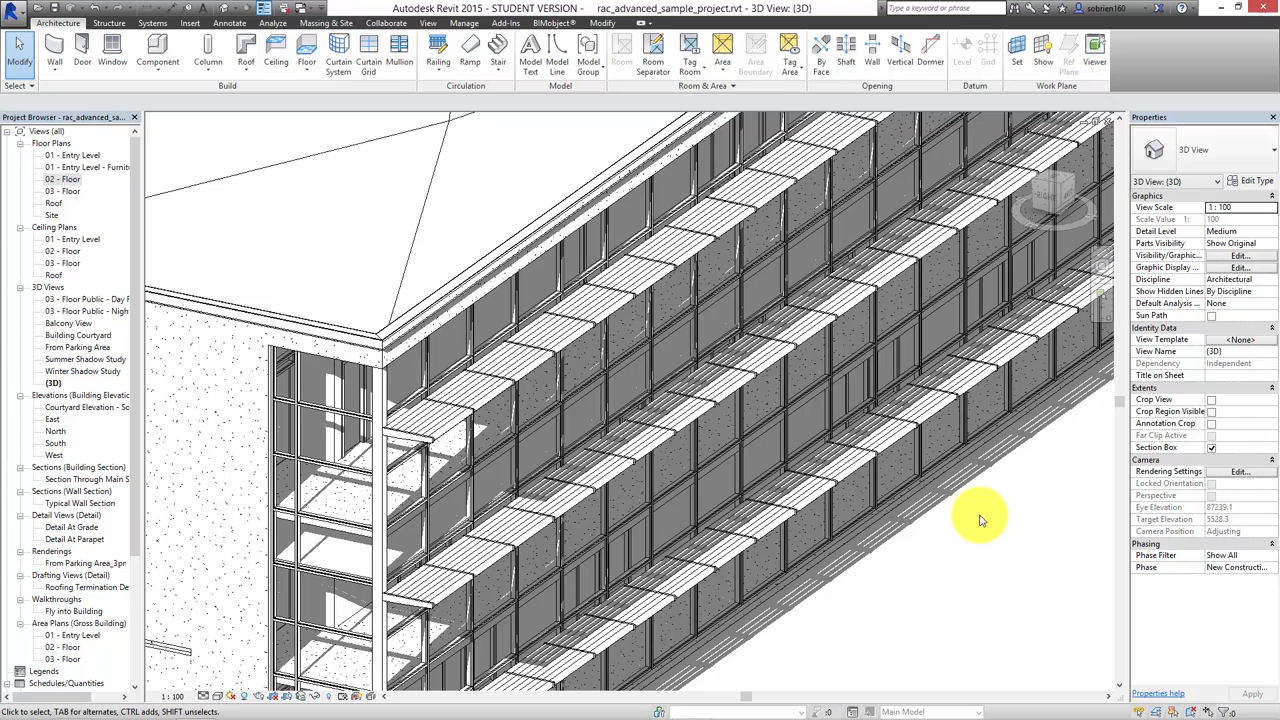 Autodesk Revit 2015 - STUDENT VERSION - rac_advanced_sample_project.rvt - 3D View: {3D}
Type a keyword or phrase
sobrien160
Architecture Structure Systems Insert Annotate Analyze Massing & Site Collaborate View Manage Add-Ins BIMobject® Modify
Modify Wall Door Window Component Column Roof Ceiling Floor Curtain System Curtain Grid Mullion Railing Ramp Stair Model Text Model Line Model Group Room Room Separator Tag Room Area Area Boundary Tag Area By Face Shaft Wall Vertical Dormer Level Grid Set Show Ref Plane Viewer
Select Build Circulation Model Room & Area Opening Datum Work Plane
Project Browser - rac_advanced_sa...
Views (all)
Floor Plans
01 - Entry Level
01 - Entry Level - Furnit
02 - Floor
03 - Floor
Roof
Site
Ceiling Plans
01 - Entry Level
02 - Floor
03 - Floor
Roof
3D Views
03 - Floor Public - Day F
03 - Floor Public - Nigh
Balcony View
Building Courtyard
From Parking Area
Summer Shadow Study
Winter Shadow Study
{3D}
Elevations (Building Elevation)
Courtyard Elevation - So
East
North
South
West
Sections (Building Section)
Section Through Main S
Sections (Wall Section)
Typical Wall Section
Detail Views (Detail)
Detail At Grade
Detail At Parapet
Renderings
From Parking Area_3pr
Drafting Views (Detail)
Roofing Termination De
Walkthroughs
Fly into Building
Area Plans (Gross Building)
01 - Entry Level
02 - Floor
03 - Floor
Legends
Schedules/Quantities
RIGHT
Properties
3D View
3D View: {3D} Edit Type
Graphics
View Scale 1 : 100
Scale Value 1: 100
Detail Level Medium
Parts Visibility Show Original
Visibility/Graphic... Edit...
Graphic Display ... Edit...
Discipline Architectural
Show Hidden Lines By Discipline
Default Analysis ... None
Sun Path
Identity Data
View Template <None>
View Name {3D}
Dependency Independent
Title on Sheet
Extents
Crop View
Crop Region Visible
Annotation Crop
Far Clip Active
Section Box
Camera
Rendering Settings Edit...
Locked Orientation
Perspective
Eye Elevation 87239.1
Target Elevation 5528.3
Camera Position Adjusting
Phasing
Phase Filter Show All
Phase New Constructi...
Properties help Apply
1 : 100
Click to select, TAB for alternates, CTRL adds, SHIFT unselects.
:0 Main Model :0